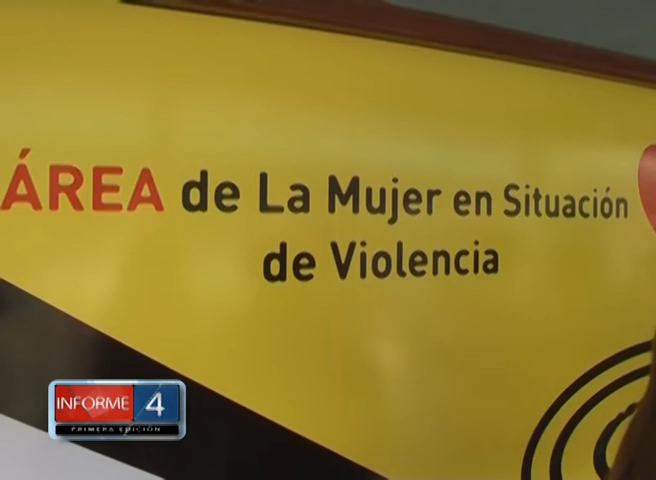 ÁREA de La Mujer en Situación
de Violencia
INFORME 4
PRIMERA EDICIÓN